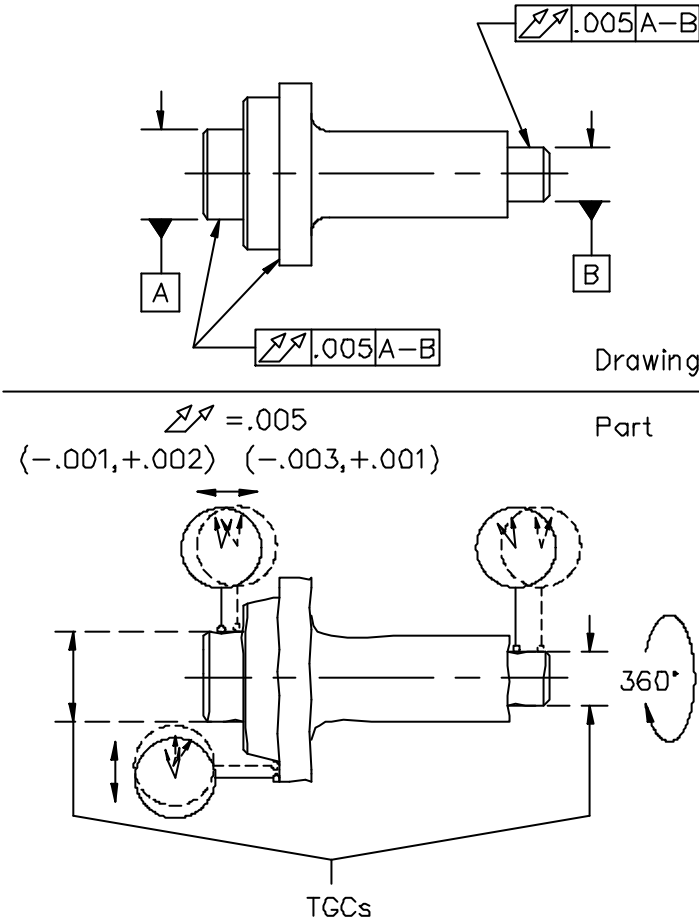 .005 A-B
A
B
.005 A-B
Drawing
=.005
Part
(-.001,+.002) (-.003,+.001)
360°
TGCs